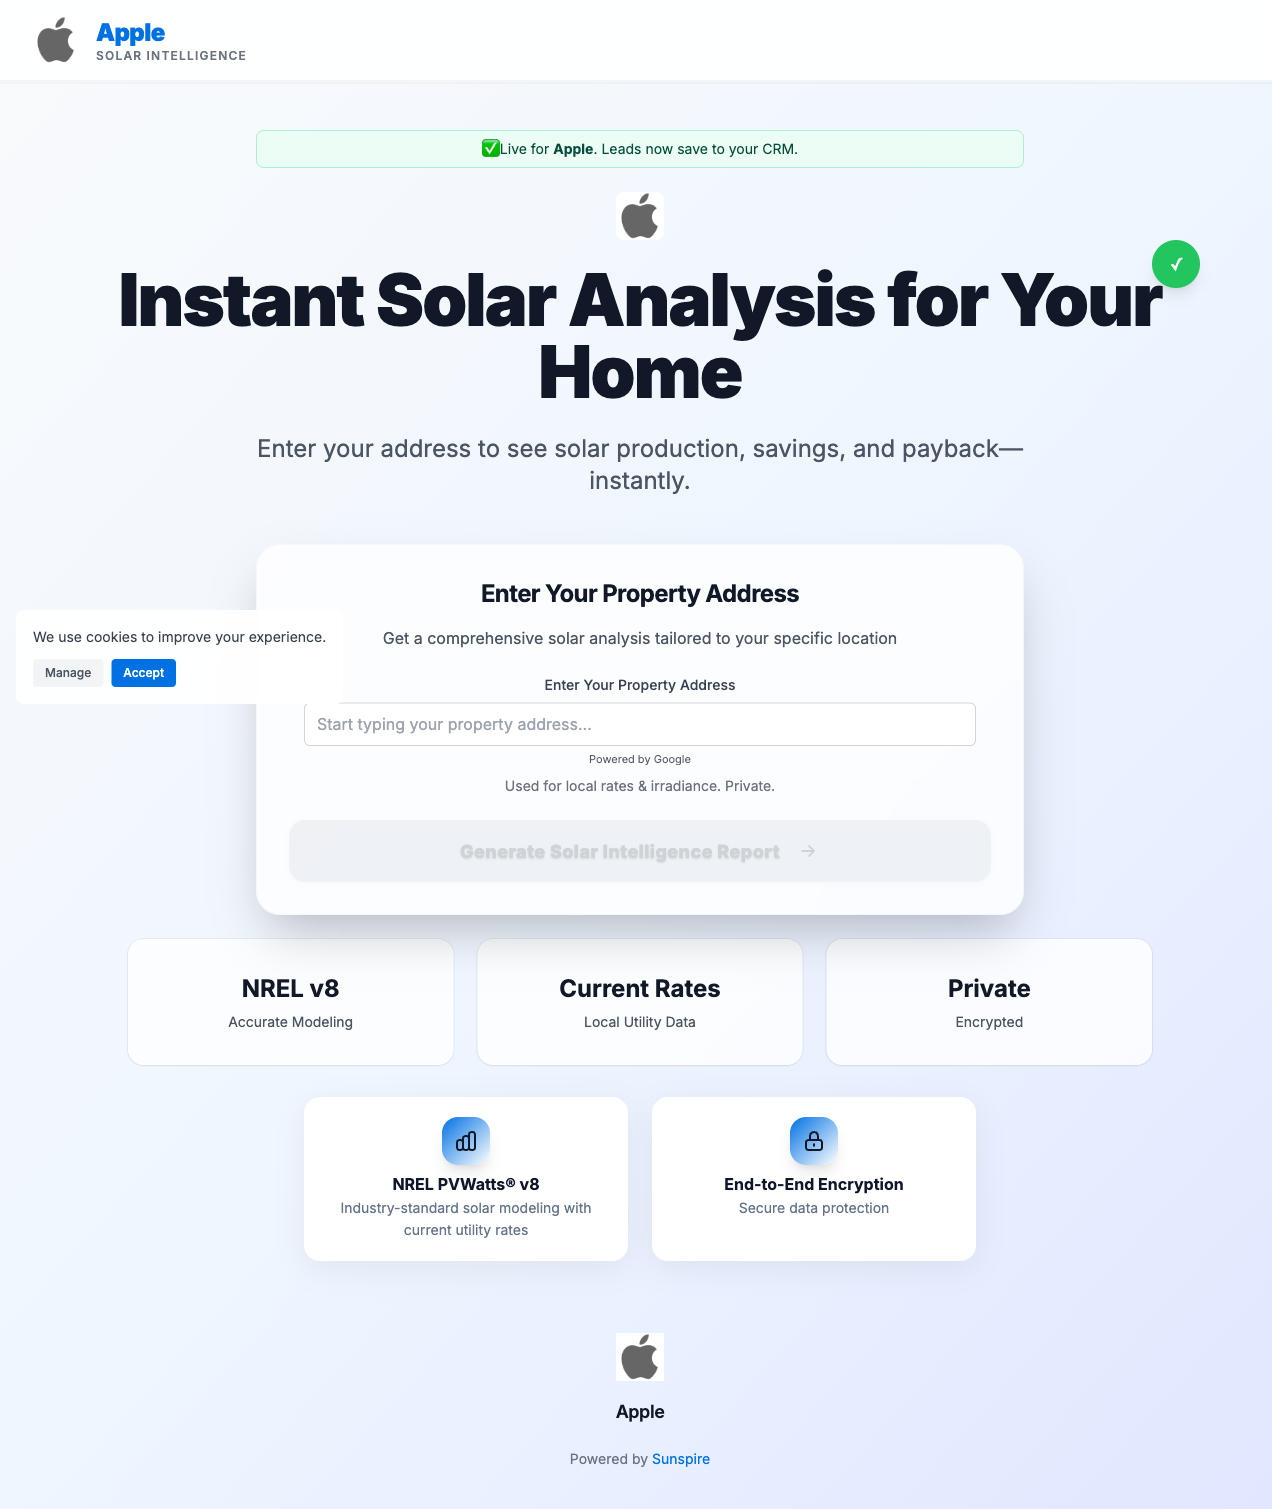 Apple
SOLAR INTELLIGENCE
✅Live for Apple. Leads now save to your CRM.
✓
Instant Solar Analysis for Your
Home
Enter your address to see solar production, savings, and payback—
instantly.
Enter Your Property Address
Get a comprehensive solar analysis tailored to your specific location
We use cookies to improve your experience.
Manage Accept
Enter Your Property Address
Start typing your property address...
Powered by Google
Used for local rates & irradiance. Private.
Generate Solar Intelligence Report →
NREL v8
Accurate Modeling
Current Rates
Local Utility Data
Private
Encrypted
NREL PVWatts® v8
Industry-standard solar modeling with
current utility rates
End-to-End Encryption
Secure data protection
Apple
Powered by Sunspire